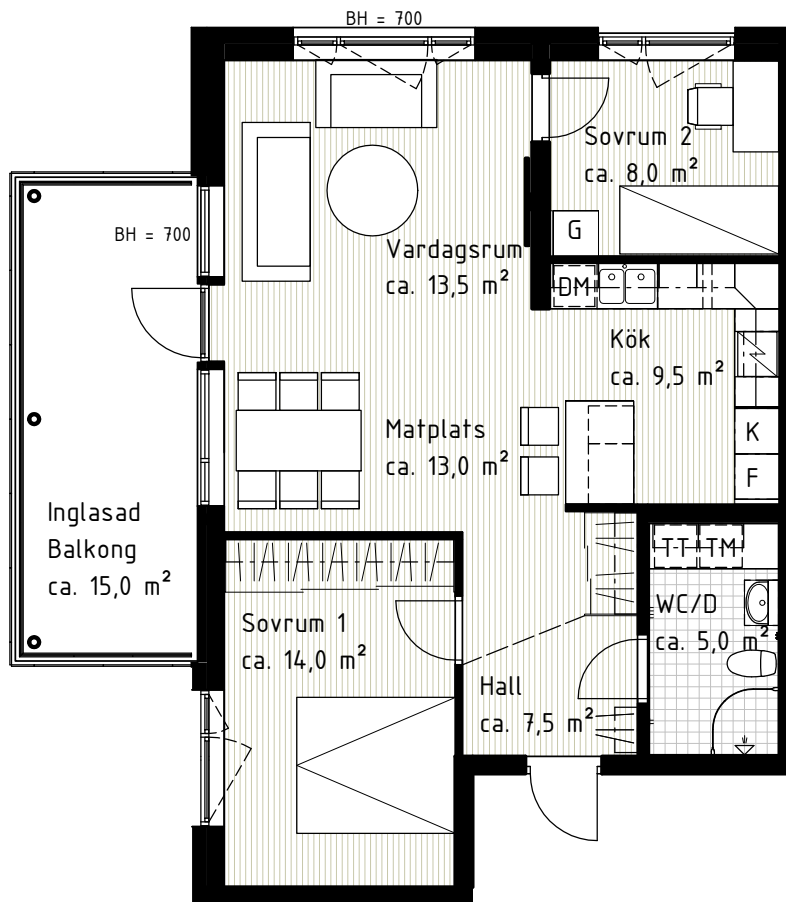 BH = 700
Sovrum 2
ca. 8,0 m²
BH = 700
G
Vardagsrum
ca. 13,5 m²
DM
Kök
ca. 9,5 m²
Matplats
ca. 13,0 m²
K
F
Inglasad
Balkong
ca. 15,0 m²
TT TM
Sovrum 1
ca. 14,0 m²
WC/D
ca. 5,0 m²
Hall
ca. 7,5 m²